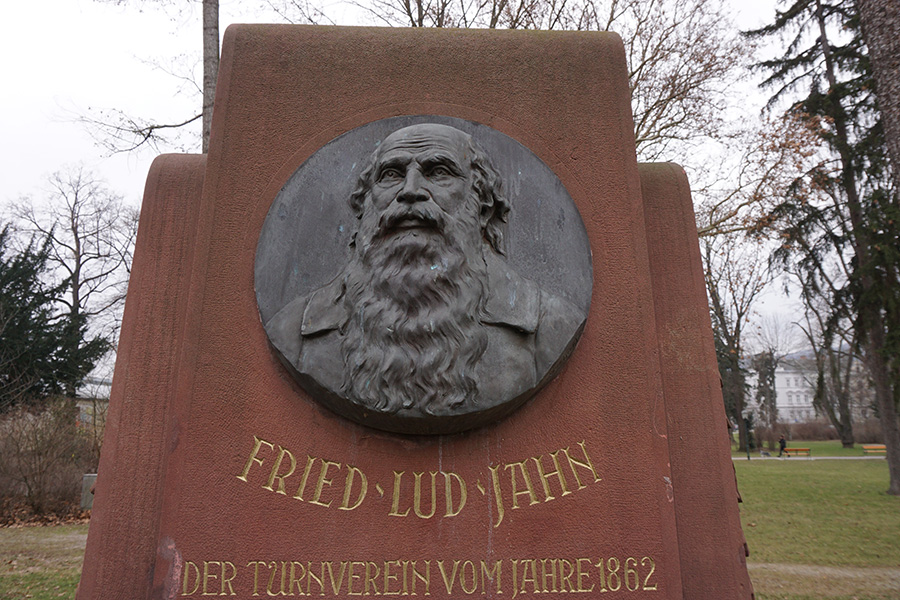 FRIED · LUD · JAHN
DER TURNVEREIN VOM JAHRE 1862